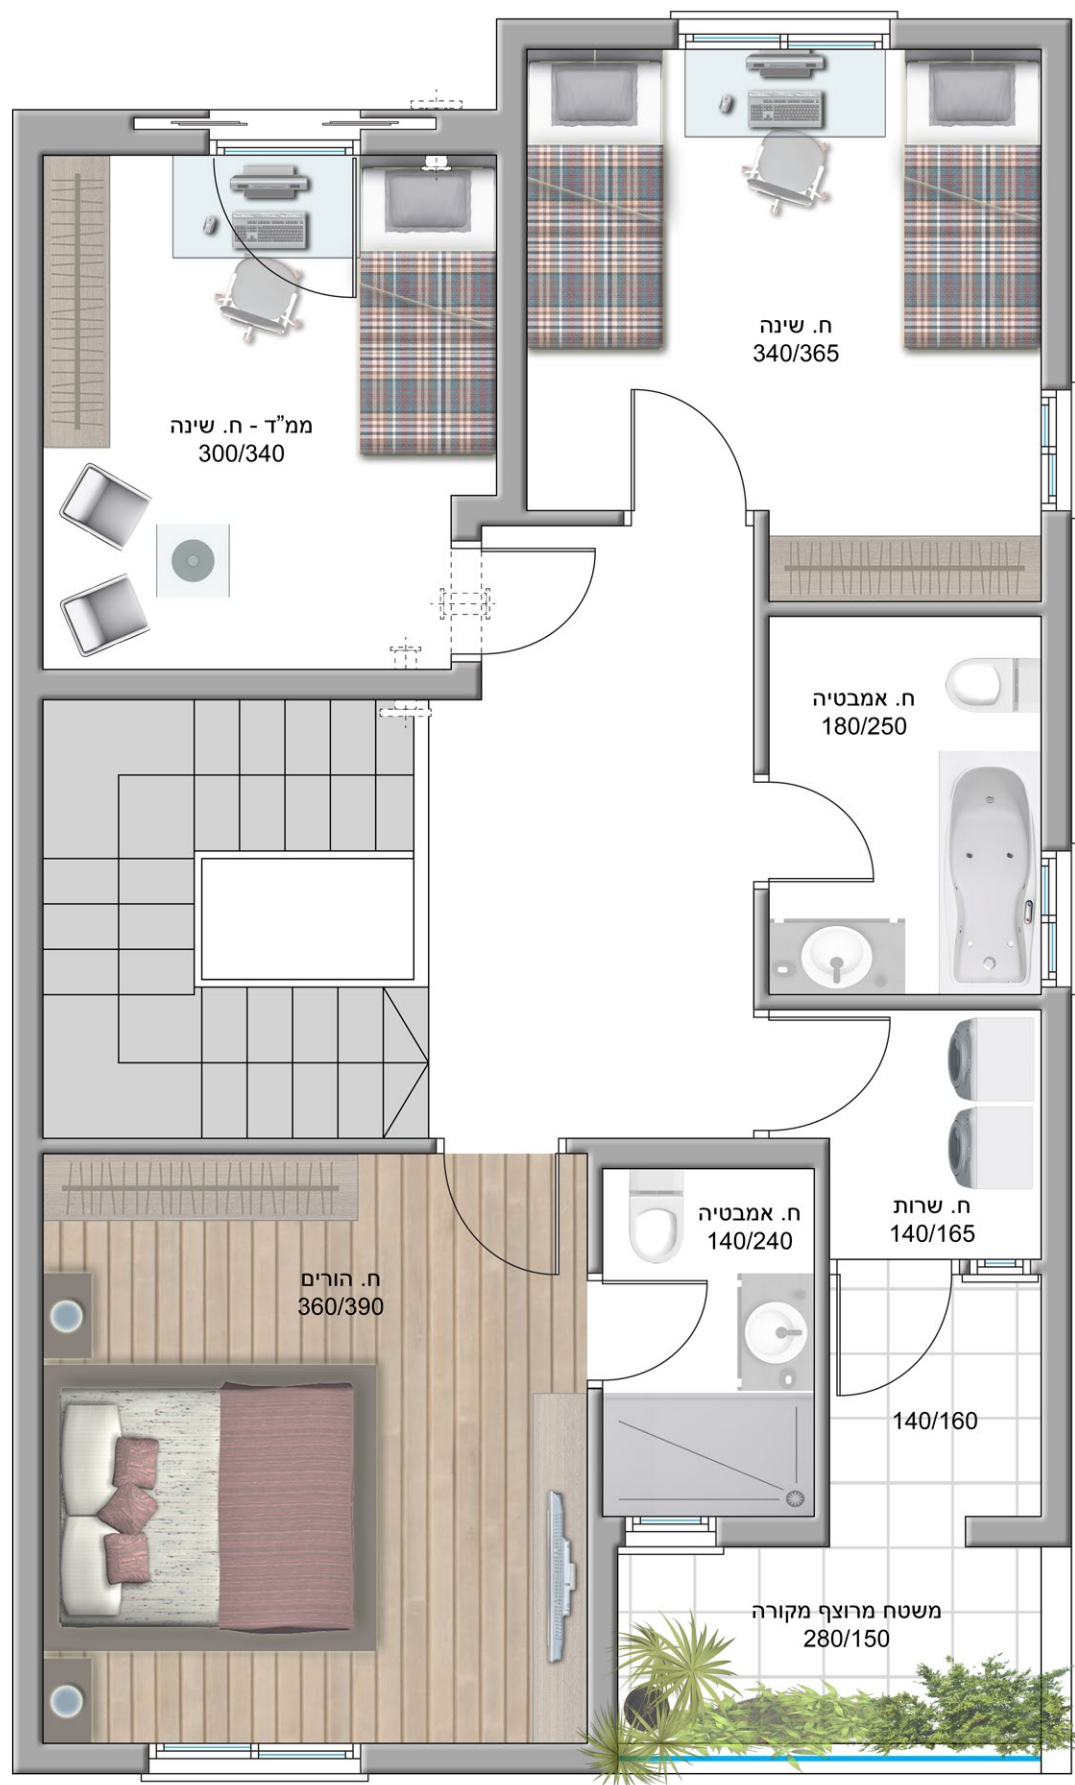 ח. שינה
340/365
ממ״ד - ח. שינה
300/340
ח. אמבטיה
180/250
ח. שרות
140/165
ח. אמבטיה
140/240
ח. הורים
360/390
140/160
משטח מרוצף מקורה
280/150